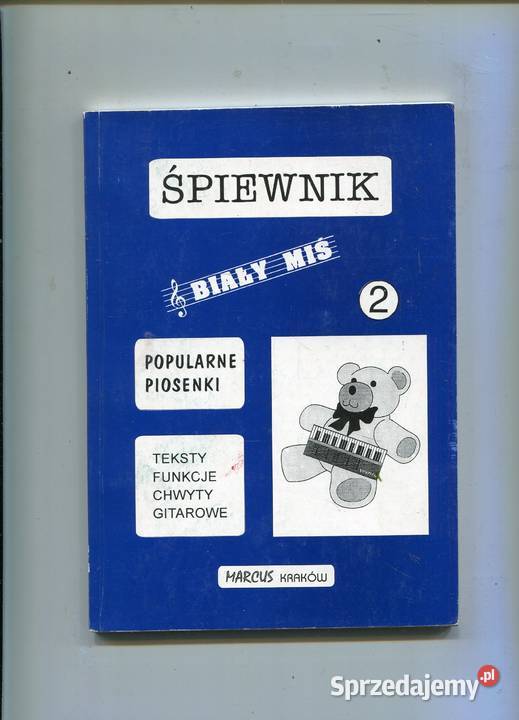 ŚPIEWNIK
BIAŁY MIŚ
2
POPULARNE
PIOSENKI
TEKSTY
FUNKCJE
CHWYTY
GITAROWE
MARCUS KRAKÓW
Sprzedajemy.pl